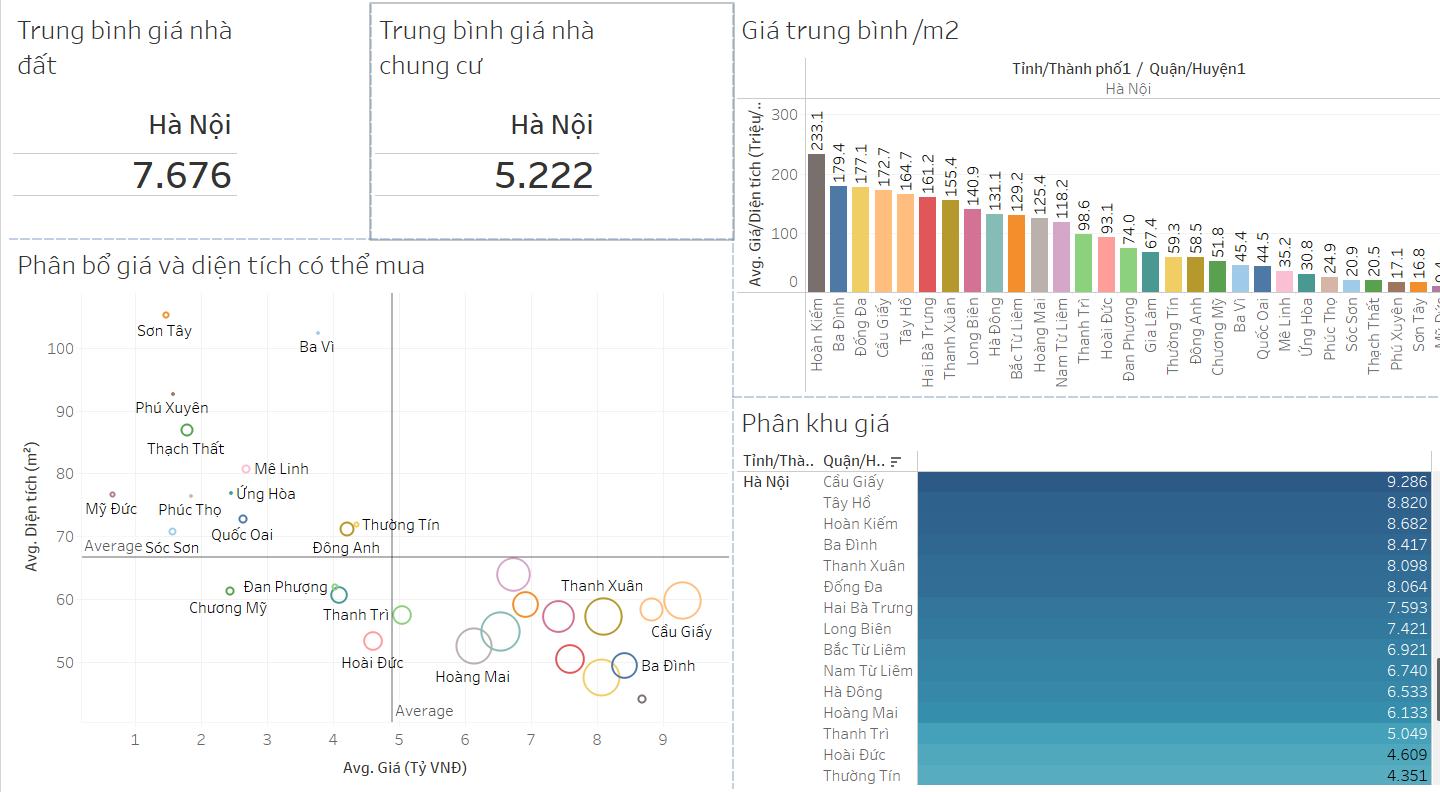 Trung bình giá nhà
đất
Hà Nội
7.676
Trung bình giá nhà
chung cư
Hà Nội
5.222
Giá trung bình /m2
Tỉnh/Thành phố1 / Quận/Huyện1
Hà Nội
Avg. Giá/Diện tích (Triệu/..
300
200
100
0
233.1
179.4
177.1
172.7
164.7
161.2
155.4
140.9
131.1
129.2
125.4
118.2
98.6
93.1
74.0
67.4
59.3
58.5
51.8
45.4
44.5
35.2
30.8
24.9
20.9
20.5
17.1
16.8
Hoàn Kiếm
Ba Đình
Đống Đa
Cầu Giấy
Tây Hồ
Hai Bà Trưng
Thanh Xuân
Long Biên
Hà Đông
Bắc Từ Liêm
Hoàng Mai
Nam Từ Liêm
Thanh Trì
Hoài Đức
Đan Phượng
Gia Lâm
Thường Tín
Đông Anh
Chương Mỹ
Ba Vì
Quốc Oai
Mê Linh
Ứng Hòa
Phúc Thọ
Sóc Sơn
Thạch Thất
Phú Xuyên
Sơn Tây
Phân bổ giá và diện tích có thể mua
Avg. Diện tích (m²)
100
90
80
70
60
50
Sơn Tây
Ba Vì
Phú Xuyên
Thạch Thất
Mê Linh
Ứng Hòa
Mỹ Đức
Phúc Thọ
Thường Tín
Quốc Oai
Average
Sóc Sơn
Đông Anh
Đan Phượng
Thanh Xuân
Chương Mỹ
Thanh Trì
Cầu Giấy
Hoài Đức
Ba Đình
Hoàng Mai
Average
1
2
3
4
5
6
7
8
9
Avg. Giá (Tỷ VNĐ)
Phân khu giá
Tỉnh/Thà.. Quận/H..
Hà Nội Cầu Giấy 9.286
Tây Hồ 8.820
Hoàn Kiếm 8.682
Ba Đình 8.417
Thanh Xuân 8.098
Đống Đa 8.064
Hai Bà Trưng 7.593
Long Biên 7.421
Bắc Từ Liêm 6.921
Nam Từ Liêm 6.740
Hà Đông 6.533
Hoàng Mai 6.133
Thanh Trì 5.049
Hoài Đức 4.609
Thường Tín 4.351